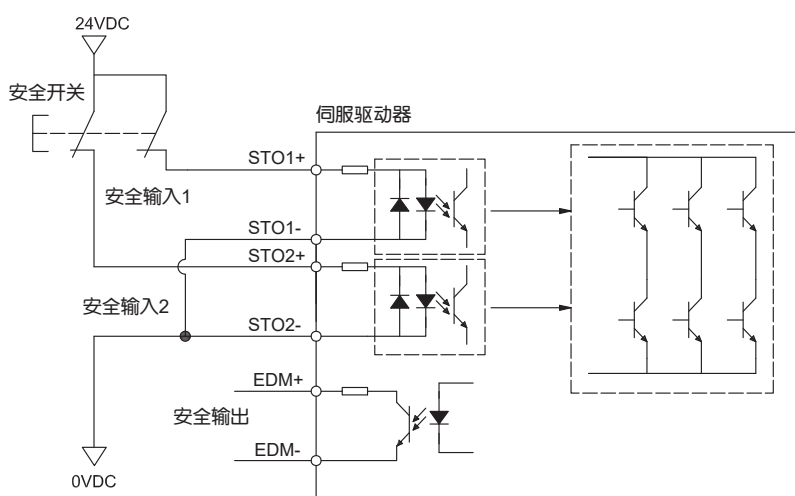 24VDC
安全开关
伺服驱动器
STO1+
安全输入1
STO1-
STO2+
安全输入2
STO2-
EDM+
安全输出
EDM-
0VDC